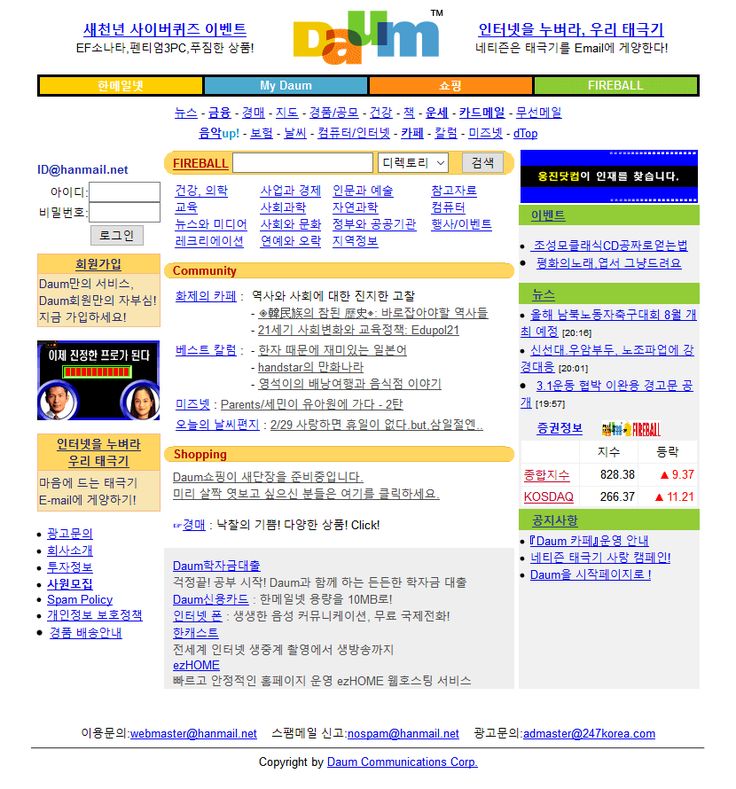 새천년 사이버퀴즈 이벤트
EF소나타,펜티엄3PC,푸짐한 상품!
Daum TM
인터넷을 누벼라, 우리 태극기
네티즌은 태극기를 Email에 게양한다!
한메일넷
My Daum
쇼핑
FIREBALL
뉴스 - 금융 - 경매 - 지도 - 경품/공모 - 건강 - 책 - 운세 - 카드메일 - 무선메일
음악up! - 보험 - 날씨 - 컴퓨터/인터넷 - 카페 - 칼럼 - 미즈넷 - dTop
ID@hanmail.net
아이디:
비밀번호:
로그인
회원가입
Daum만의 서비스,
Daum회원만의 자부심!
지금 가입하세요!
이제 진정한 프로가 된다
인터넷을 누벼라
우리 태극기
마음에 드는 태극기
E-mail에 게양하기!
• 광고문의
• 회사소개
• 투자정보
• 사원모집
• Spam Policy
• 개인정보 보호정책
• 경품 배송안내
FIREBALL 디렉토리 검색
건강, 의학 사업과 경제 인문과 예술 참고자료
교육 사회과학 자연과학 컴퓨터
뉴스와 미디어 사회와 문화 정부와 공공기관 행사/이벤트
레크리에이션 연예와 오락 지역정보
Community
화제의 카페 : 역사와 사회에 대한 진지한 고찰
- ◈韓民族의 참된 歷史◈: 바로잡아야할 역사들
- 21세기 사회변화와 교육정책: Edupol21
베스트 칼럼 : - 한자 때문에 재미있는 일본어
- handstar의 만화나라
- 영석이의 배낭여행과 음식점 이야기
미즈넷 : Parents/세민이 유아원에 가다 - 2탄
오늘의 날씨편지 : 2/29 사랑하면 휴일이 없다.but,삼일절엔..
Shopping
Daum쇼핑이 새단장을 준비중입니다.
미리 살짝 엿보고 싶으신 분들은 여기를 클릭하세요.
☞경매 : 낙찰의 기쁨! 다양한 상품! Click!
Daum학자금대출
걱정끝! 공부 시작! Daum과 함께 하는 든든한 학자금 대출
Daum신용카드 : 한메일넷 용량을 10MB로!
인터넷 폰 : 생생한 음성 커뮤니케이션, 무료 국제전화!
한캐스트
전세계 인터넷 생중계 촬영에서 생방송까지
ezHOME
빠르고 안정적인 홈페이지 운영 ezHOME 웹호스팅 서비스
웅진닷컴이 인재를 찾습니다.
이벤트
• 조성모클래식CD공짜로얻는법
• 평화의노래,엽서 그냥드려요
뉴스
• 올해 남북노동자축구대회 8월 개
최 예정 [20:16]
• 신선대.우암부두, 노조파업에 강
경대응 [20:01]
• 3.1운동 협박 이완용 경고문 공
개 [19:57]
증권정보 FIREBALL
지수 등락
종합지수 828.38 ▲9.37
KOSDAQ 266.37 ▲11.21
공지사항
• 『Daum 카페』운영 안내
• 네티즌 태극기 사랑 캠페인!
• Daum을 시작페이지로 !
이용문의:webmaster@hanmail.net 스팸메일 신고:nospam@hanmail.net 광고문의:admaster@247korea.com
Copyright by Daum Communications Corp.